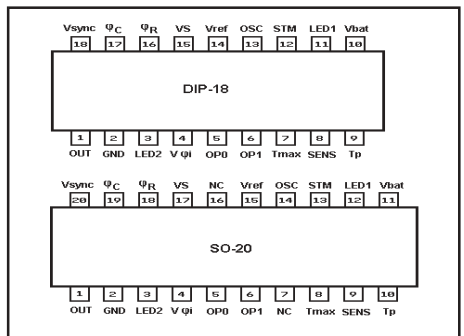 Vsync φC φR VS Vref OSC STM LED1 Vbat
18 17 16 15 14 13 12 11 10
DIP-18
1 2 3 4 5 6 7 8 9
OUT GND LED2 V φi OP0 OP1 Tmax SENS Tp
Vsync φC φR VS NC Vref OSC STM LED1 Vbat
20 19 18 17 16 15 14 13 12 11
SO-20
1 2 3 4 5 6 7 8 9 10
OUT GND LED2 V φi OP0 OP1 NC Tmax SENS Tp